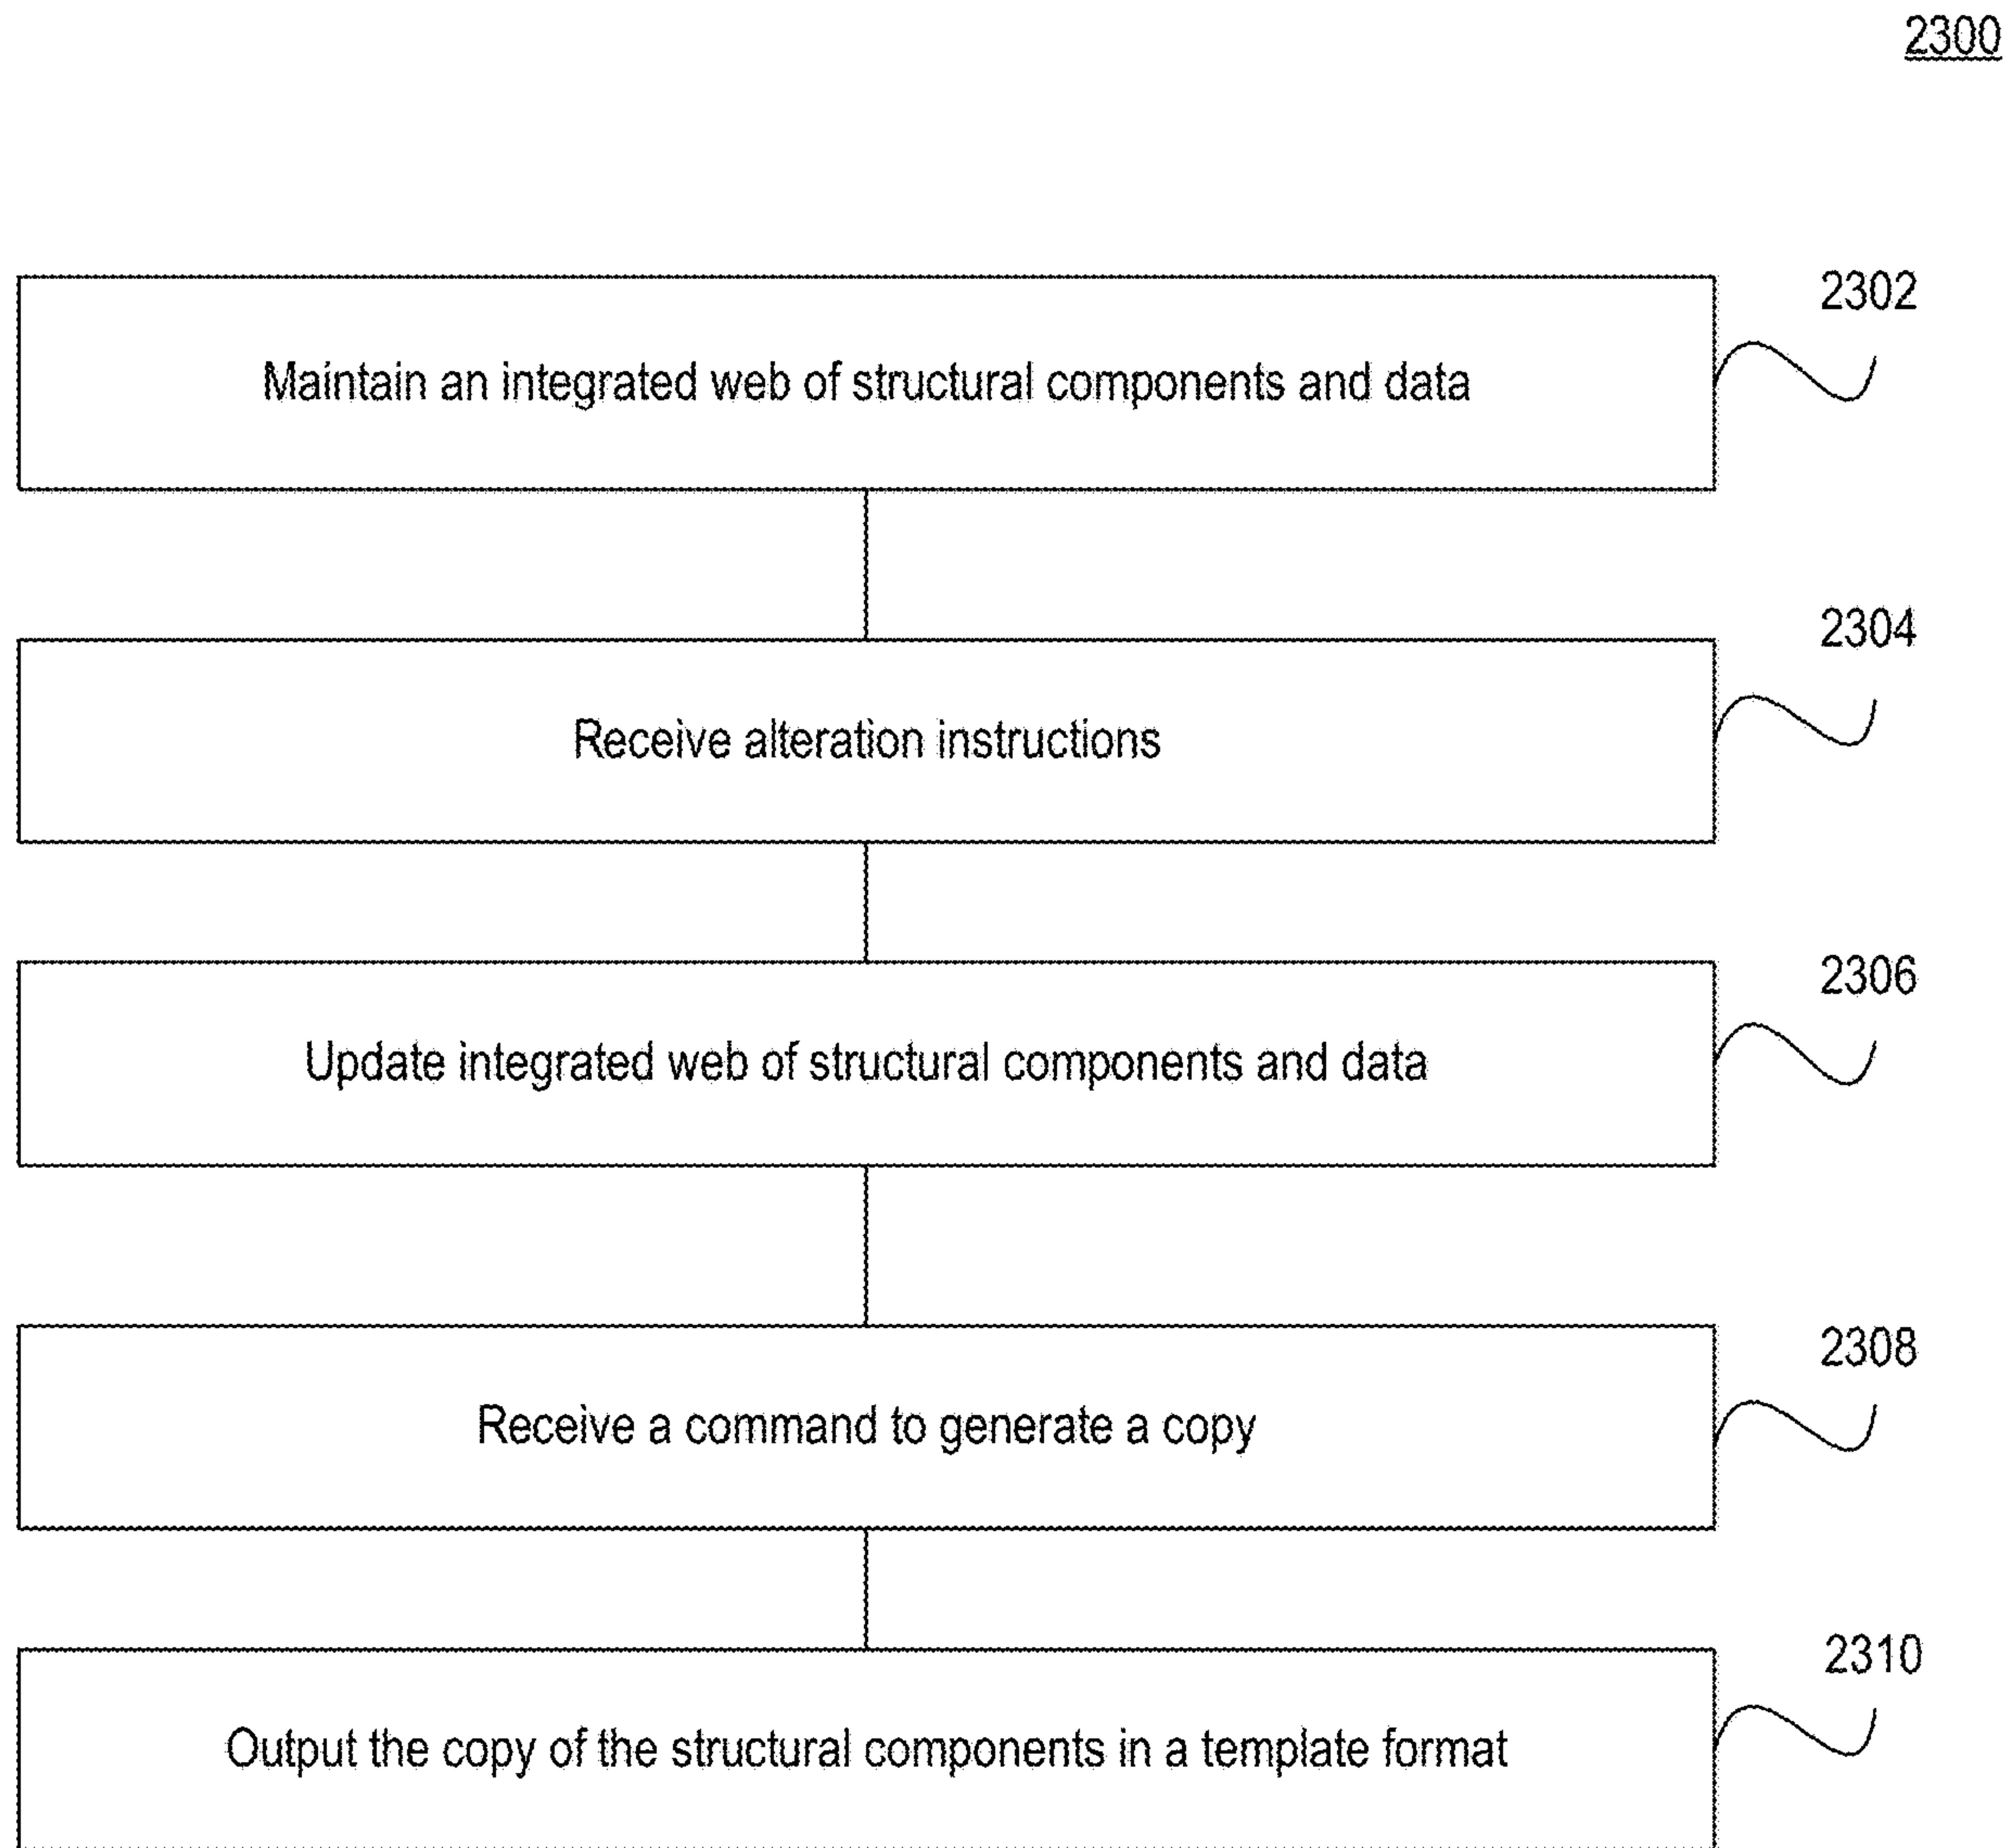 2300
2302
Maintain an integrated web of structural components and data
2304
Receive alteration instructions
2306
Update integrated web of structural components and data
2308
Receive a command to generate a copy
2310
Output the copy of the structural components in a template format